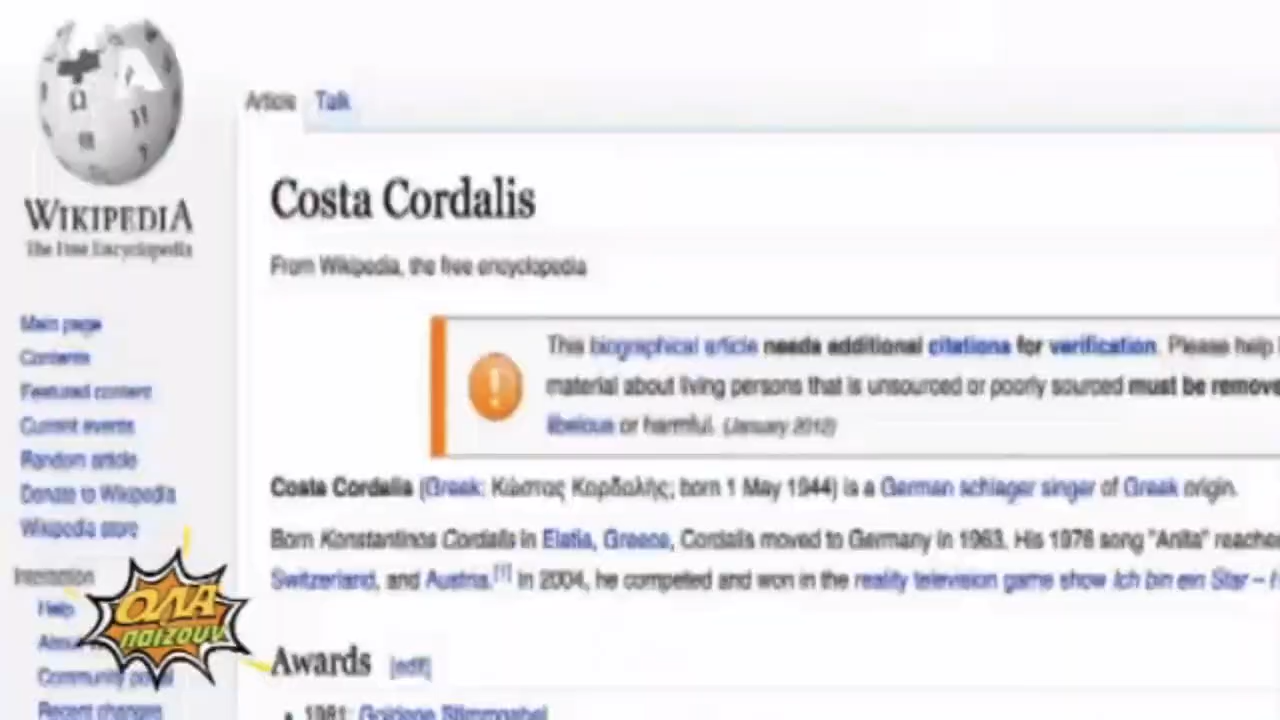 WIKIPEDIA
The Free Encyclopedia
Main page
Contents
Featured content
Current events
Random article
Donate to Wikipedia
Wikipedia store
Interaction
Help
Community portal
Recent changes
ΟΛΑ
παίζουν
Article Talk
Costa Cordalis
From Wikipedia, the free encyclopedia
This biographical article needs additional citations for verification. Please help
material about living persons that is unsourced or poorly sourced must be remove
libelous or harmful. (January 2012)
Costa Cordalis (Greek: Κώστας Κορδαλής; born 1 May 1944) is a German schlager singer of Greek origin.
Born Konstantinos Cordalis in Elatia, Greece, Cordalis moved to Germany in 1963. His 1976 song "Anita" reache
Switzerland, and Austria.[1] In 2004, he competed and won in the reality television game show Ich bin ein Star –
Awards [edit]
• 1981: Goldene Stimmgabel